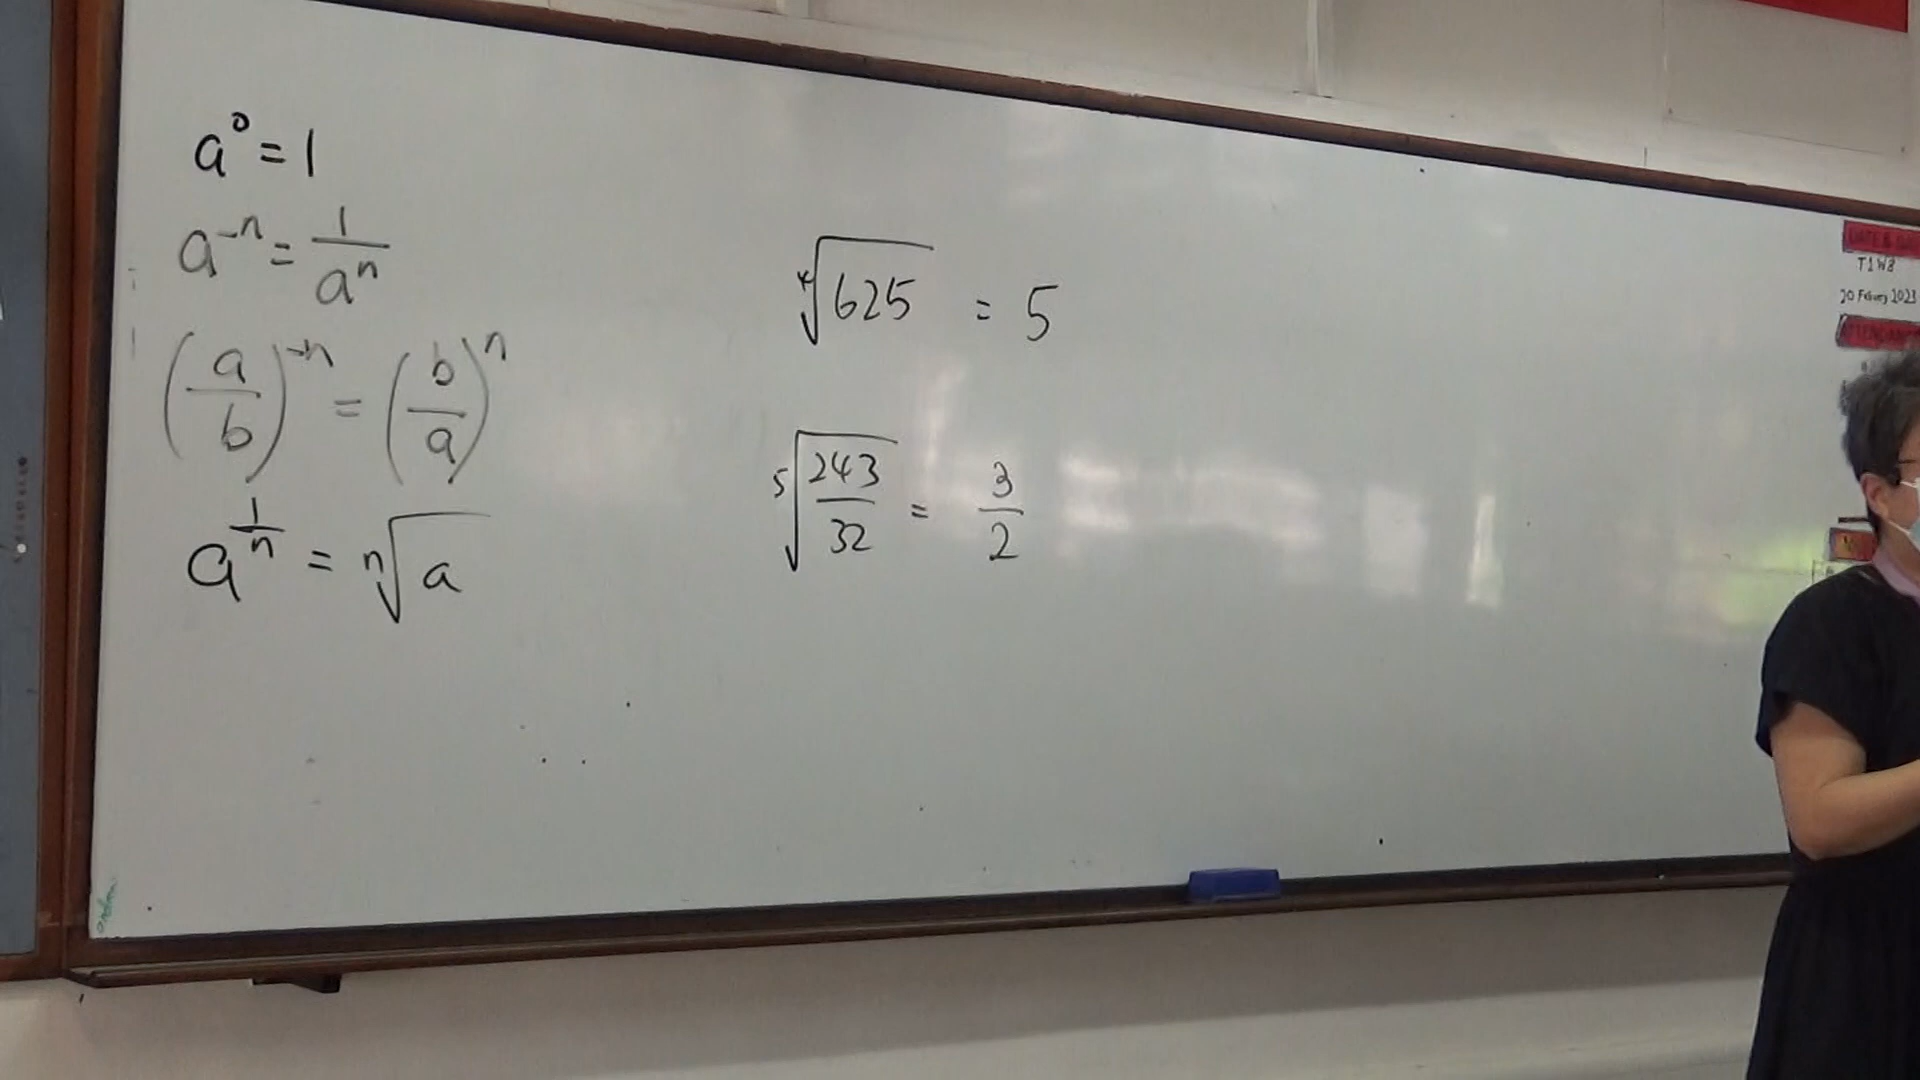 a⁰ = 1
a⁻ⁿ = 1/aⁿ
(a/b)⁻ⁿ = (b/a)ⁿ
a^(1/n) = ⁿ√a
⁴√625 = 5
⁵√(243/32) = 3/2
T1W8